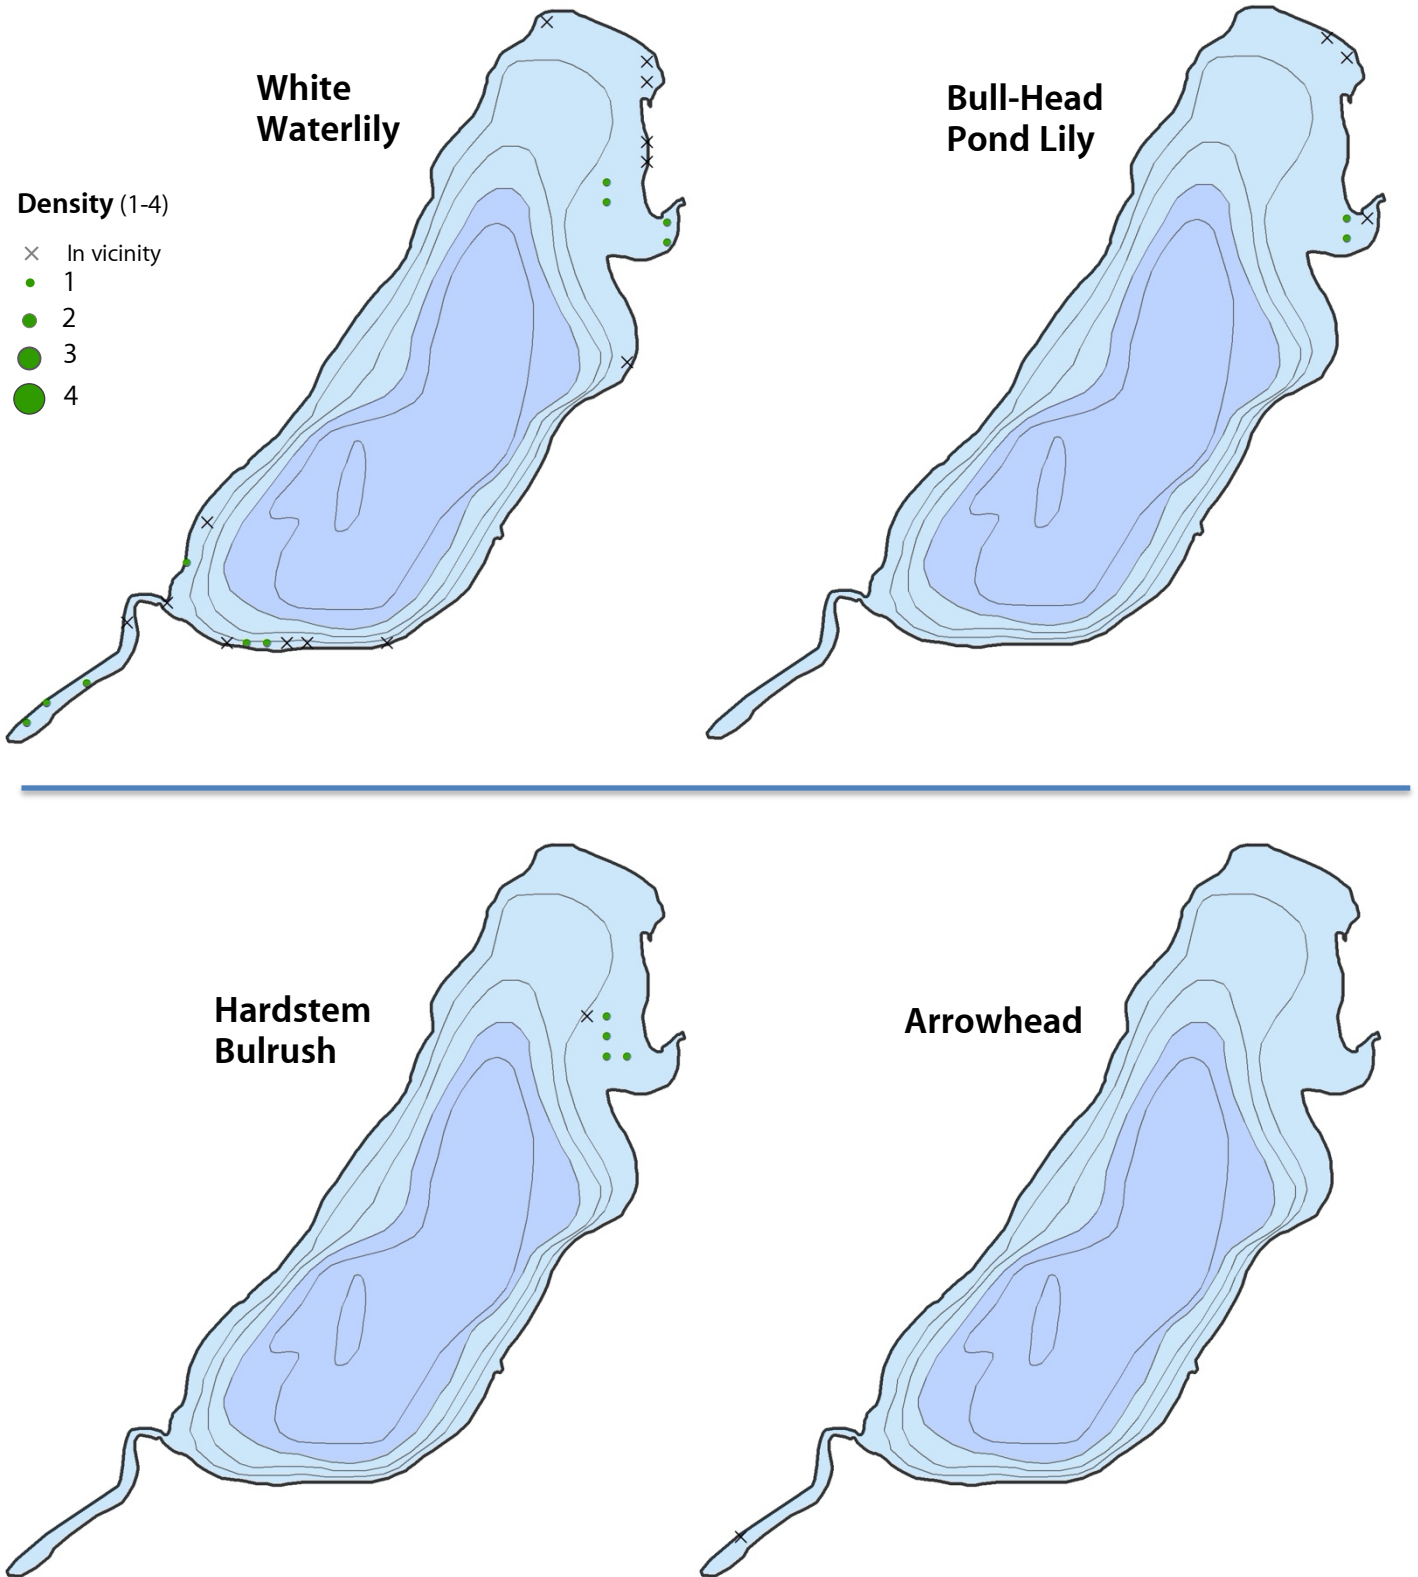 White
Waterlily
Bull-Head
Pond Lily
Density (1-4)
In vicinity
1
2
3
4
Hardstem
Bulrush
Arrowhead